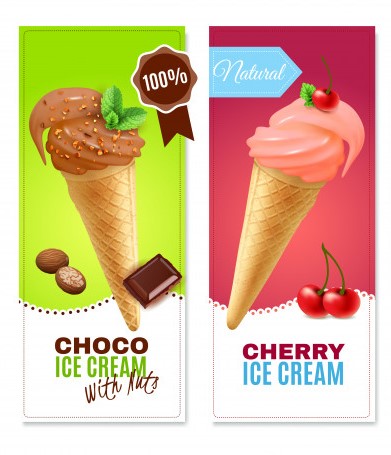 100%
CHOCO
ICE CREAM
With Nuts
Natural
CHERRY
ICE CREAM